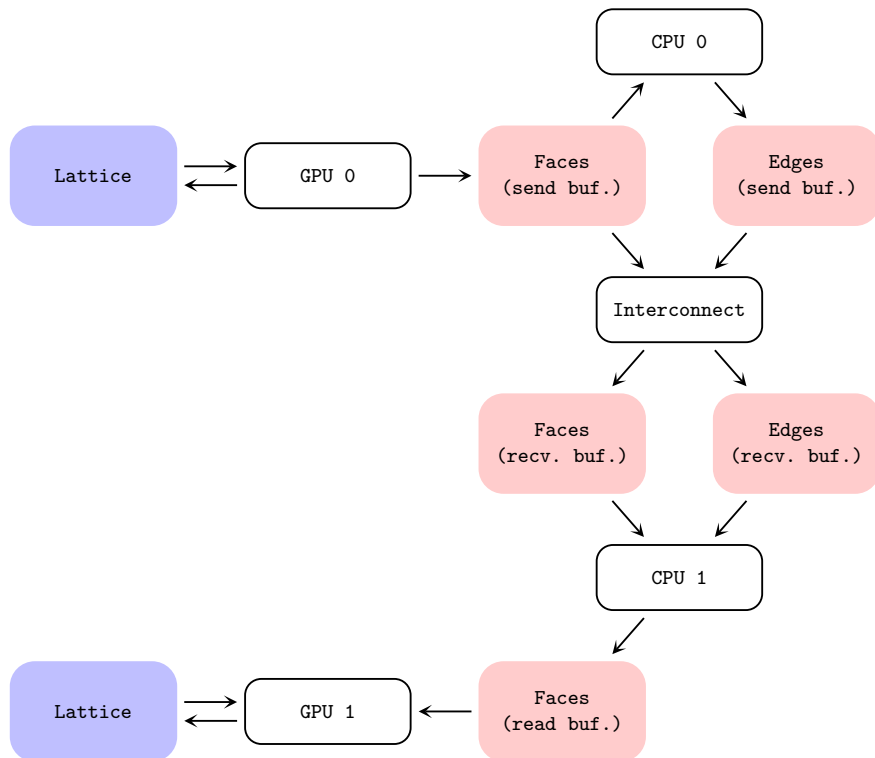 CPU 0
Lattice
GPU 0
Faces
(send buf.)
Edges
(send buf.)
Interconnect
Faces
(recv. buf.)
Edges
(recv. buf.)
CPU 1
Lattice
GPU 1
Faces
(read buf.)